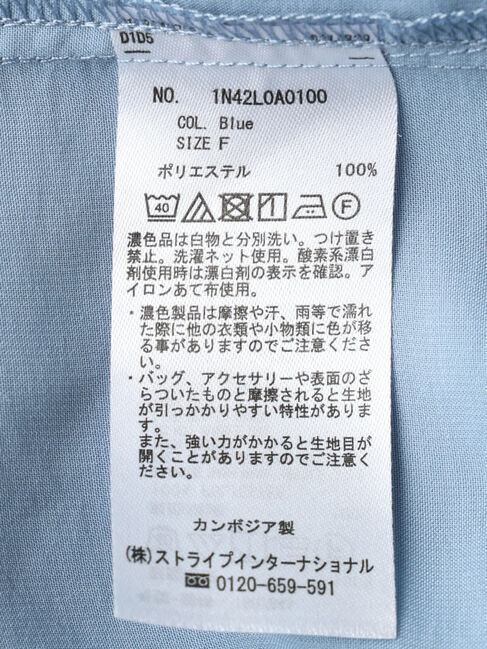 D1D5
NO. 1N42L0A0100
COL. Blue
SIZE F
ポリエステル 100%
40 F
濃色品は白物と分別洗い。つけ置き
禁止。洗濯ネット使用。酸素系漂白
剤使用時は漂白剤の表示を確認。ア
イロンあて布使用。
・濃色製品は摩擦や汗、雨等で濡れ
た際に他の衣類や小物類に色が移
る事がありますのでご注意くださ
い。
・バッグ、アクセサリーや表面のざ
らついたものと摩擦されると生地
が引っかかりやすい特性がありま
す。
また、強い力がかかると生地目が
開くことがありますのでご注意く
ださい。
カンボジア製
(株)ストライプインターナショナル
0120-659-591